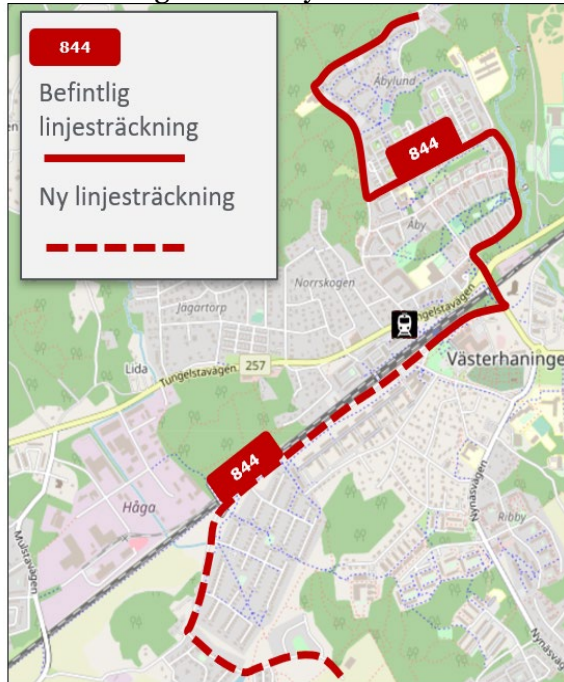 844
Befintlig
linjesträckning
Ny linjesträckning
Åbylund
844
Åby
Norrskogen
Jägartorp
Tungelstavägen
Lida
257
Tungelstavägen
Västerhaninge
844
Håga
Nynäsvägen
Ribby
Mulstavägen
Nynäsvägen